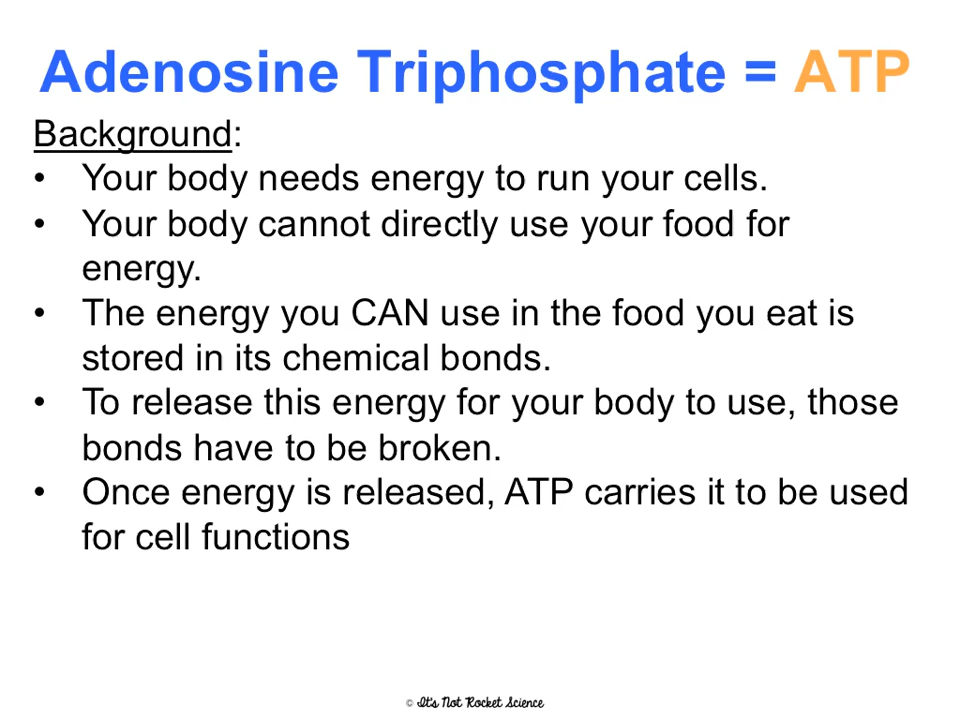 Adenosine Triphosphate = ATP
Background:
• Your body needs energy to run your cells.
• Your body cannot directly use your food for
energy.
• The energy you CAN use in the food you eat is
stored in its chemical bonds.
• To release this energy for your body to use, those
bonds have to be broken.
• Once energy is released, ATP carries it to be used
for cell functions
© It's Not Rocket Science